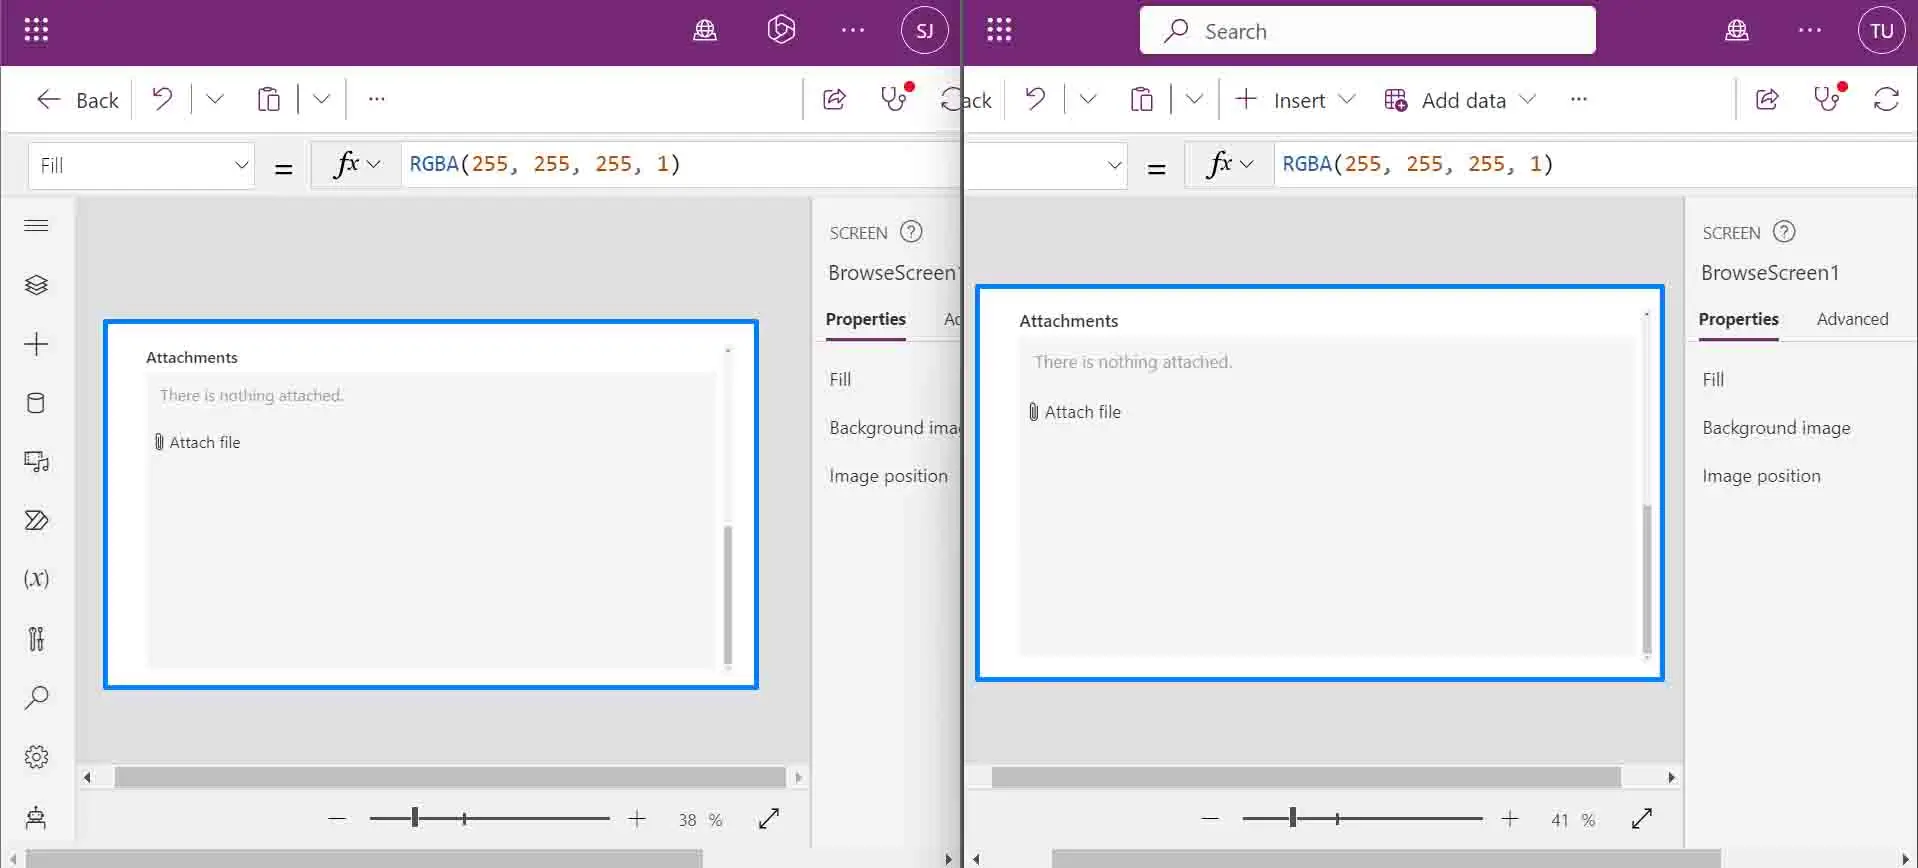 SJ
Back
Fill
=
fx
RGBA(255, 255, 255, 1)
SCREEN ?
BrowseScreen1
Properties
Ad
Fill
Background ima
Image position
Attachments
There is nothing attached.
Attach file
(x)
38 %
Search
TU
ack
Insert
Add data
=
fx
RGBA(255, 255, 255, 1)
SCREEN ?
BrowseScreen1
Properties
Advanced
Fill
Background image
Image position
Attachments
There is nothing attached.
Attach file
41 %